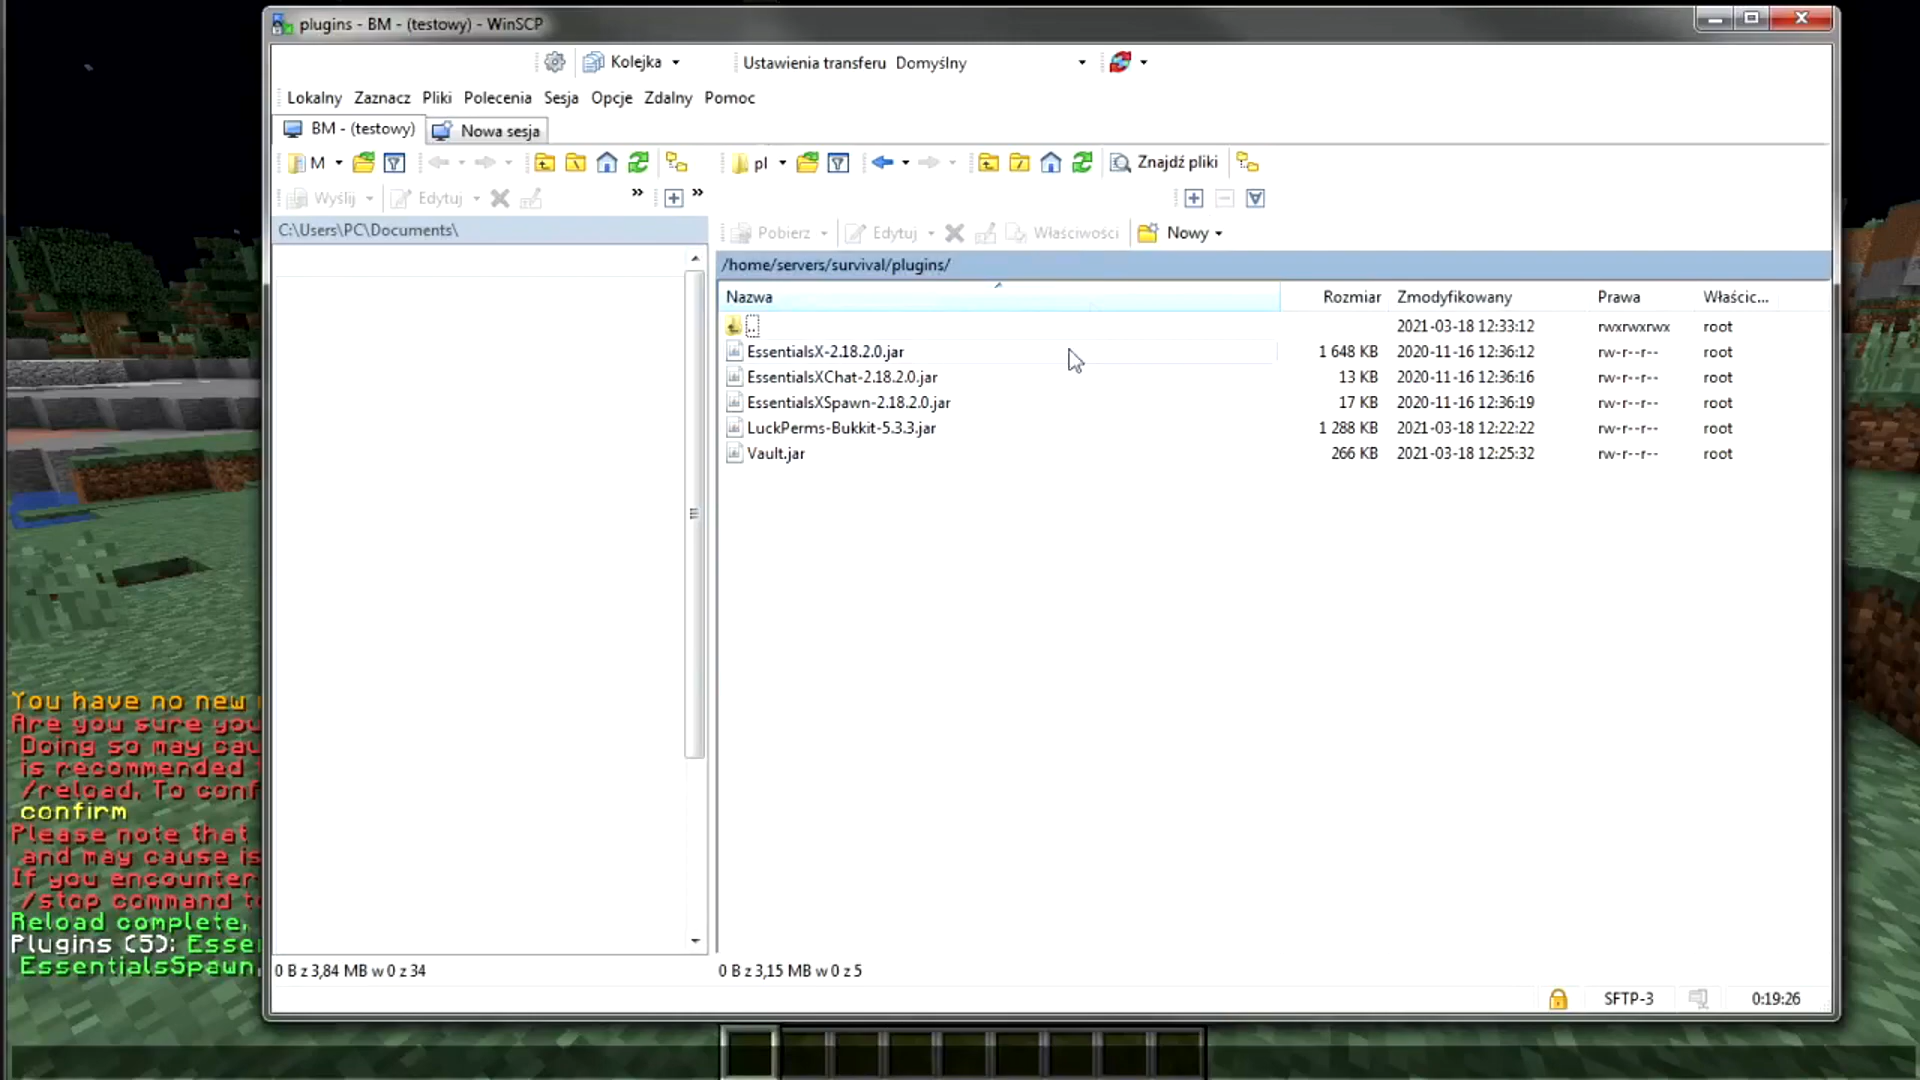 plugins - BM - (testowy) - WinSCP
Kolejka
Ustawienia transferu Domyślny
Lokalny Zaznacz Pliki Polecenia Sesja Opcje Zdalny Pomoc
BM - (testowy) Nowa sesja
M pl Znajdź pliki
Wyślij Edytuj
C:\Users\PC\Documents\
Pobierz Edytuj Właściwości Nowy
/home/servers/survival/plugins/
Nazwa Rozmiar Zmodyfikowany Prawa Właścic...
.. 2021-03-18 12:33:12 rwxrwxrwx root
EssentialsX-2.18.2.0.jar 1 648 KB 2020-11-16 12:36:12 rw-r--r-- root
EssentialsXChat-2.18.2.0.jar 13 KB 2020-11-16 12:36:16 rw-r--r-- root
EssentialsXSpawn-2.18.2.0.jar 17 KB 2020-11-16 12:36:19 rw-r--r-- root
LuckPerms-Bukkit-5.3.3.jar 1 288 KB 2021-03-18 12:22:22 rw-r--r-- root
Vault.jar 266 KB 2021-03-18 12:25:32 rw-r--r-- root
You have no new
Are you sure you
Doing so may cau
is recommended
/reload. To conf
confirm
Please note that
and may cause is
If you encounter
/stop command to
Reload complete.
Plugins (5): Esse
EssentialsSpawn,
0 B z 3,84 MB w 0 z 34
0 B z 3,15 MB w 0 z 5
SFTP-3 0:19:26